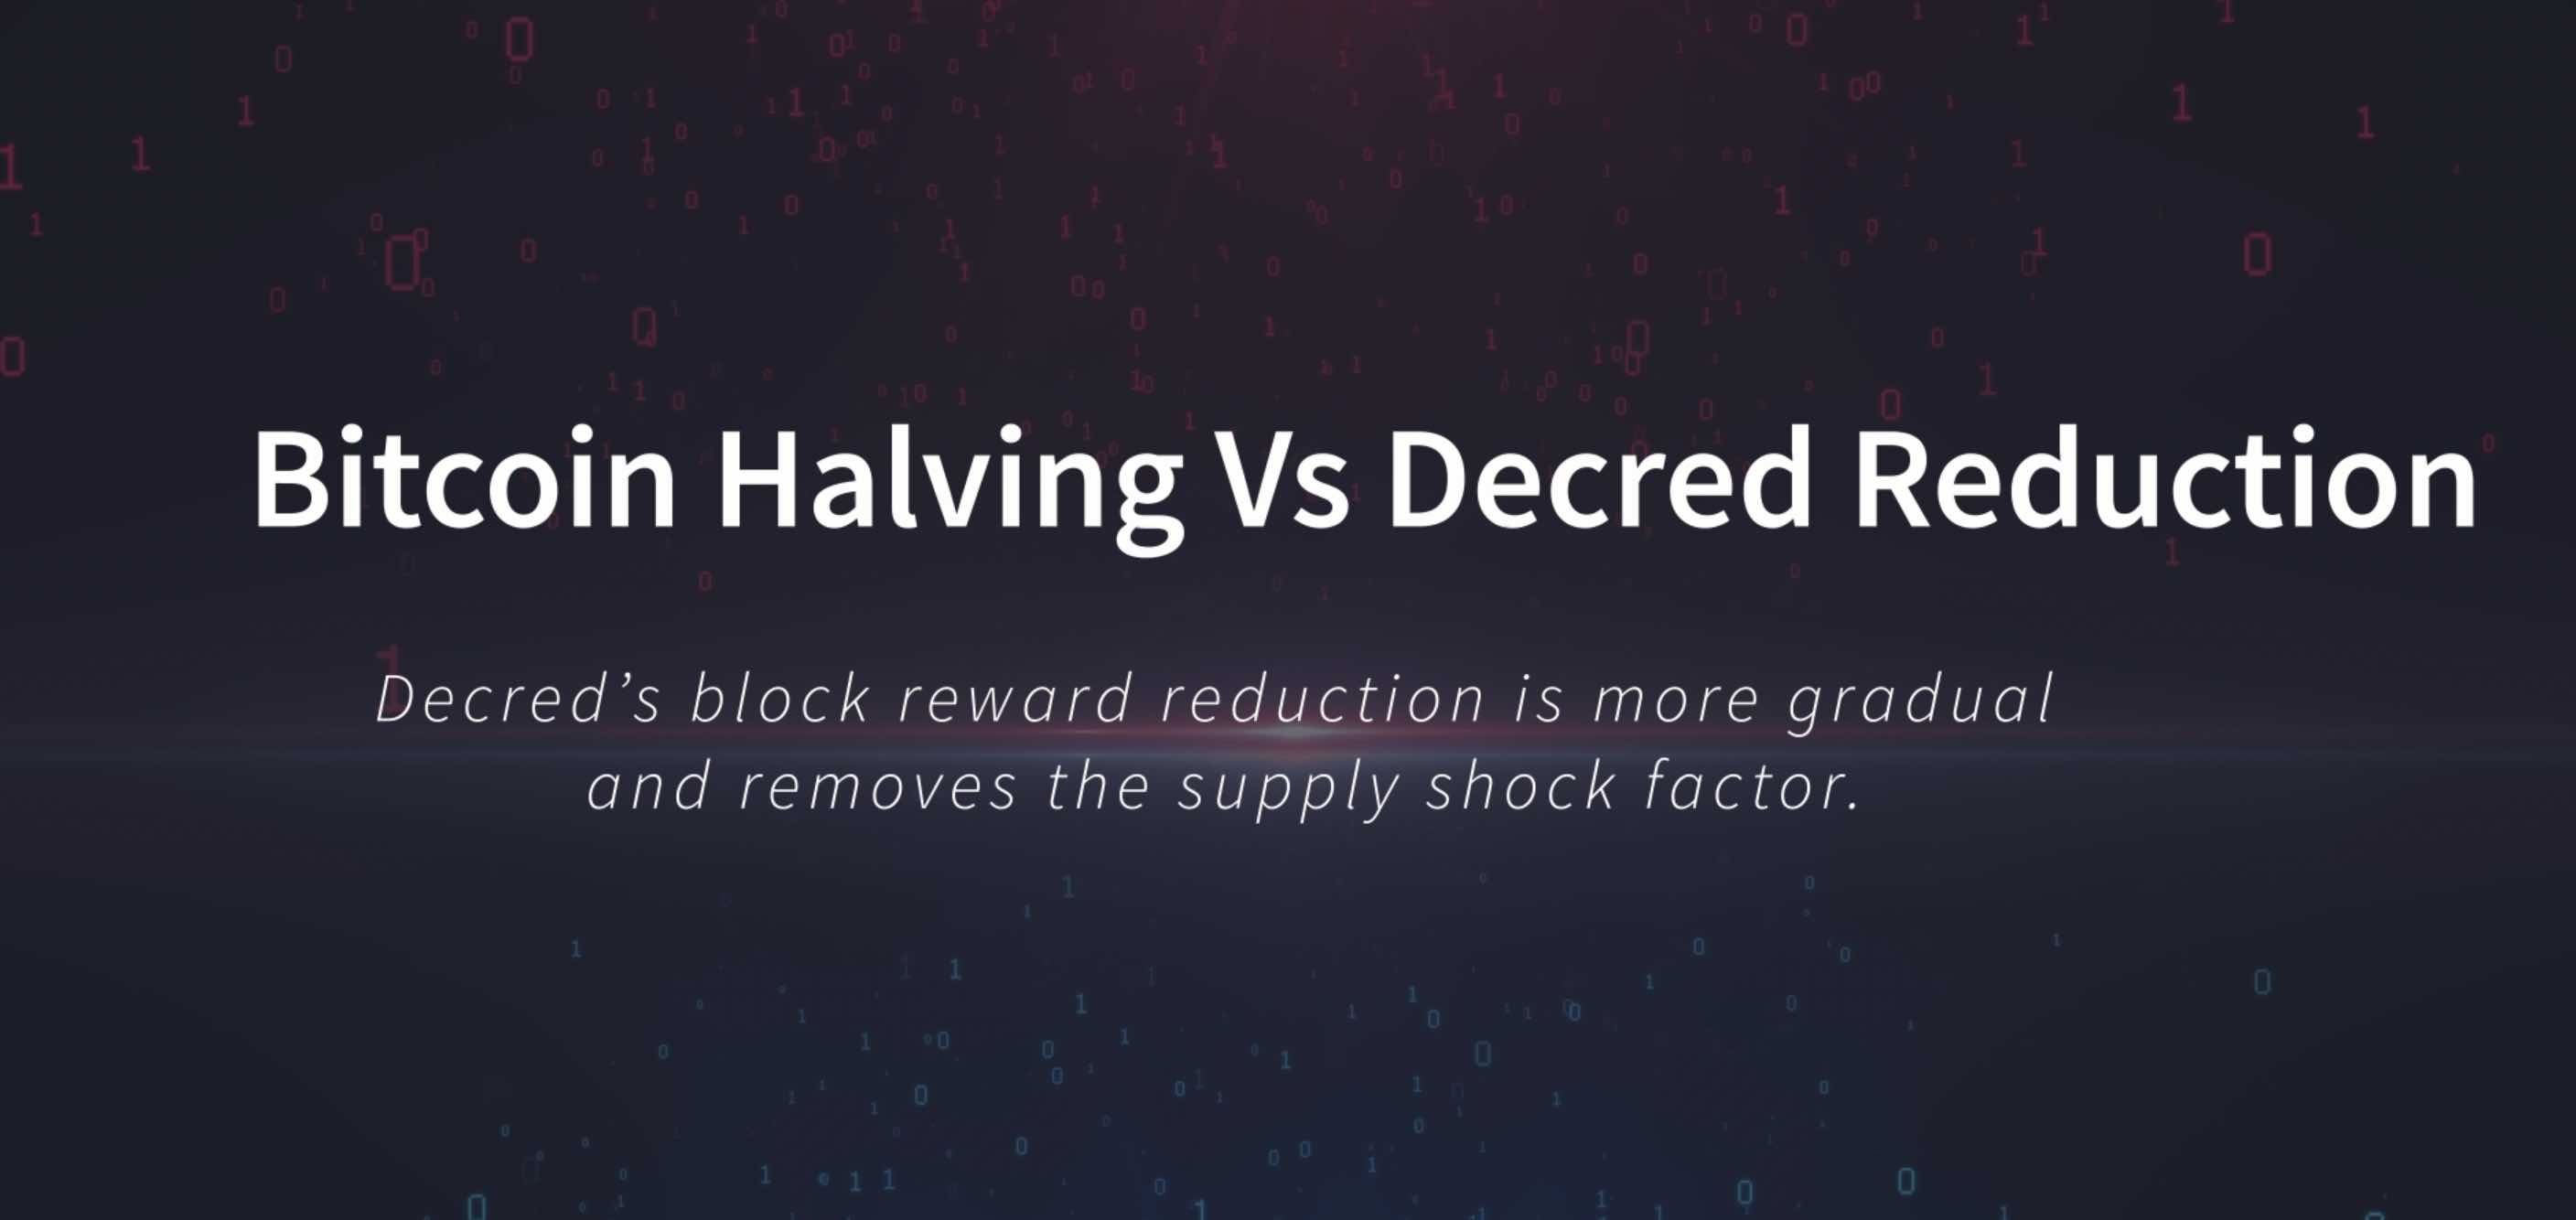 Bitcoin Halving Vs Decred Reduction
Decred’s block reward reduction is more gradual
and removes the supply shock factor.